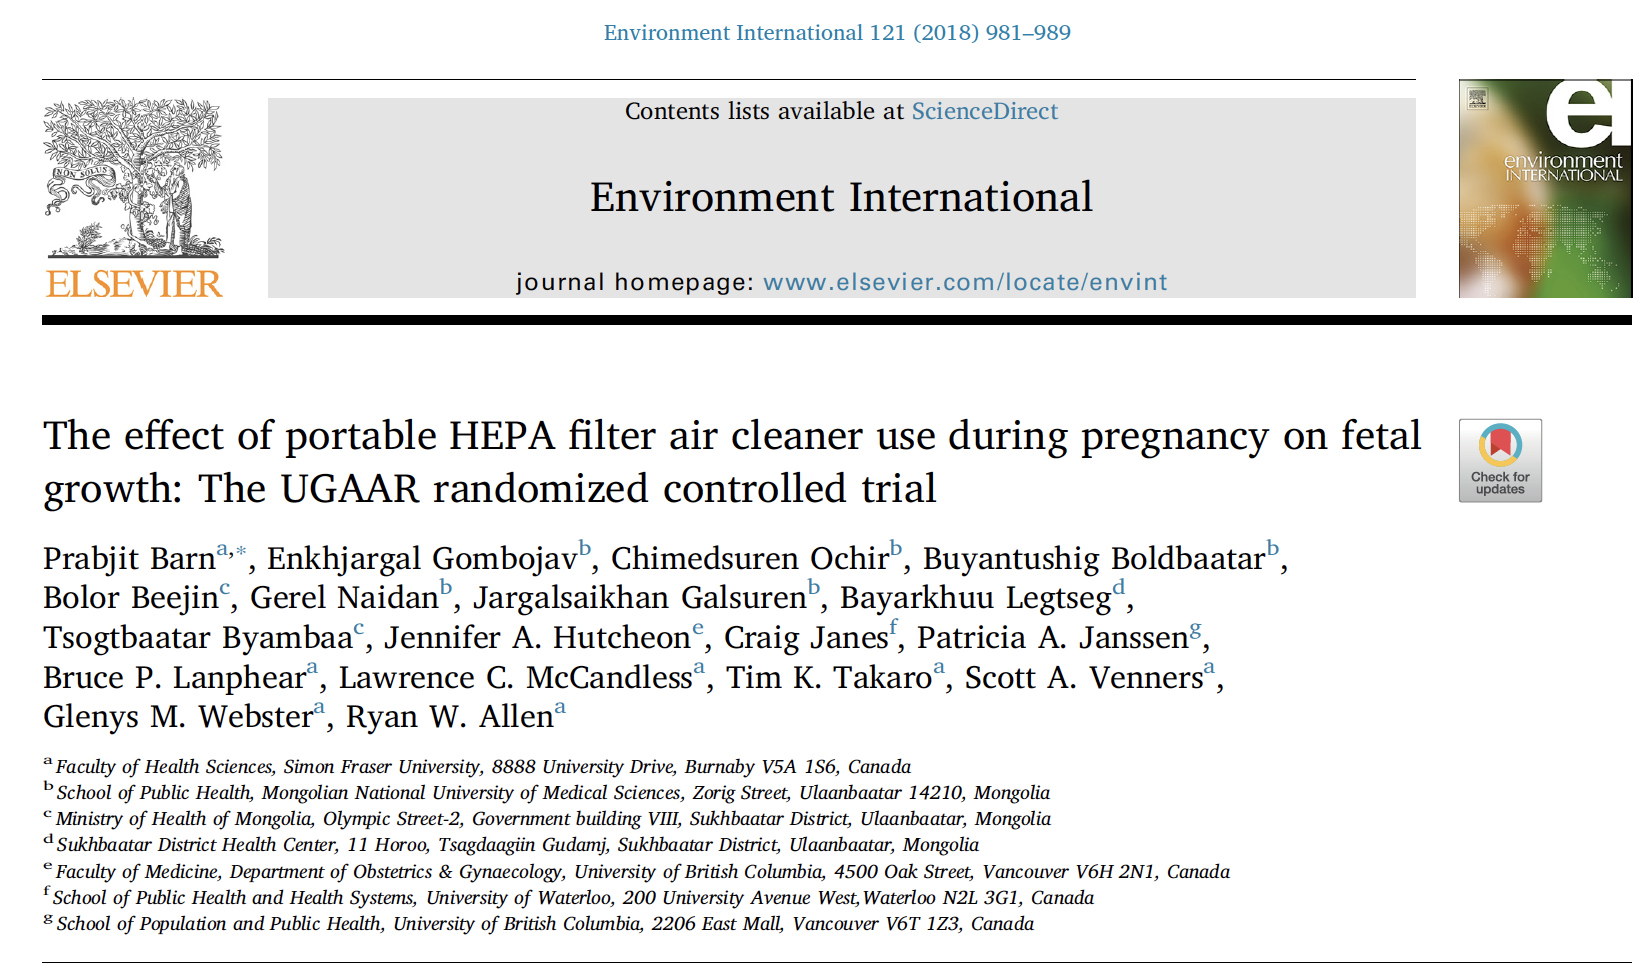 Environment International 121 (2018) 981–989
Contents lists available at ScienceDirect
Environment International
journal homepage: www.elsevier.com/locate/envint
NON SOLUS
ELSEVIER
ei
environment
INTERNATIONAL
The effect of portable HEPA filter air cleaner use during pregnancy on fetal
growth: The UGAAR randomized controlled trial
Check for
updates
Prabjit Barn a,*, Enkhjargal Gombojav b, Chimedsuren Ochir b, Buyantushig Boldbaatar b,
Bolor Beejin c, Gerel Naidan b, Jargalsaikhan Galsuren b, Bayarkhuu Legtseg d,
Tsogtbaatar Byambaa c, Jennifer A. Hutcheon e, Craig Janes f, Patricia A. Janssen g,
Bruce P. Lanphear a, Lawrence C. McCandless a, Tim K. Takaro a, Scott A. Venners a,
Glenys M. Webster a, Ryan W. Allen a
a Faculty of Health Sciences, Simon Fraser University, 8888 University Drive, Burnaby V5A 1S6, Canada
b School of Public Health, Mongolian National University of Medical Sciences, Zorig Street, Ulaanbaatar 14210, Mongolia
c Ministry of Health of Mongolia, Olympic Street-2, Government building VIII, Sukhbaatar District, Ulaanbaatar, Mongolia
d Sukhbaatar District Health Center, 11 Horoo, Tsagdaagiin Gudamj, Sukhbaatar District, Ulaanbaatar, Mongolia
e Faculty of Medicine, Department of Obstetrics & Gynaecology, University of British Columbia, 4500 Oak Street, Vancouver V6H 2N1, Canada
f School of Public Health and Health Systems, University of Waterloo, 200 University Avenue West, Waterloo N2L 3G1, Canada
g School of Population and Public Health, University of British Columbia, 2206 East Mall, Vancouver V6T 1Z3, Canada